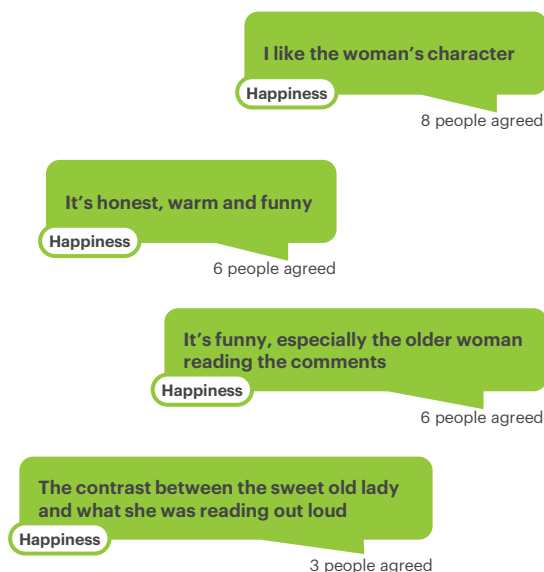 I like the woman's character
Happiness
8 people agreed
It's honest, warm and funny
Happiness
6 people agreed
It's funny, especially the older woman
reading the comments
Happiness
6 people agreed
The contrast between the sweet old lady
and what she was reading out loud
Happiness
3 people agreed